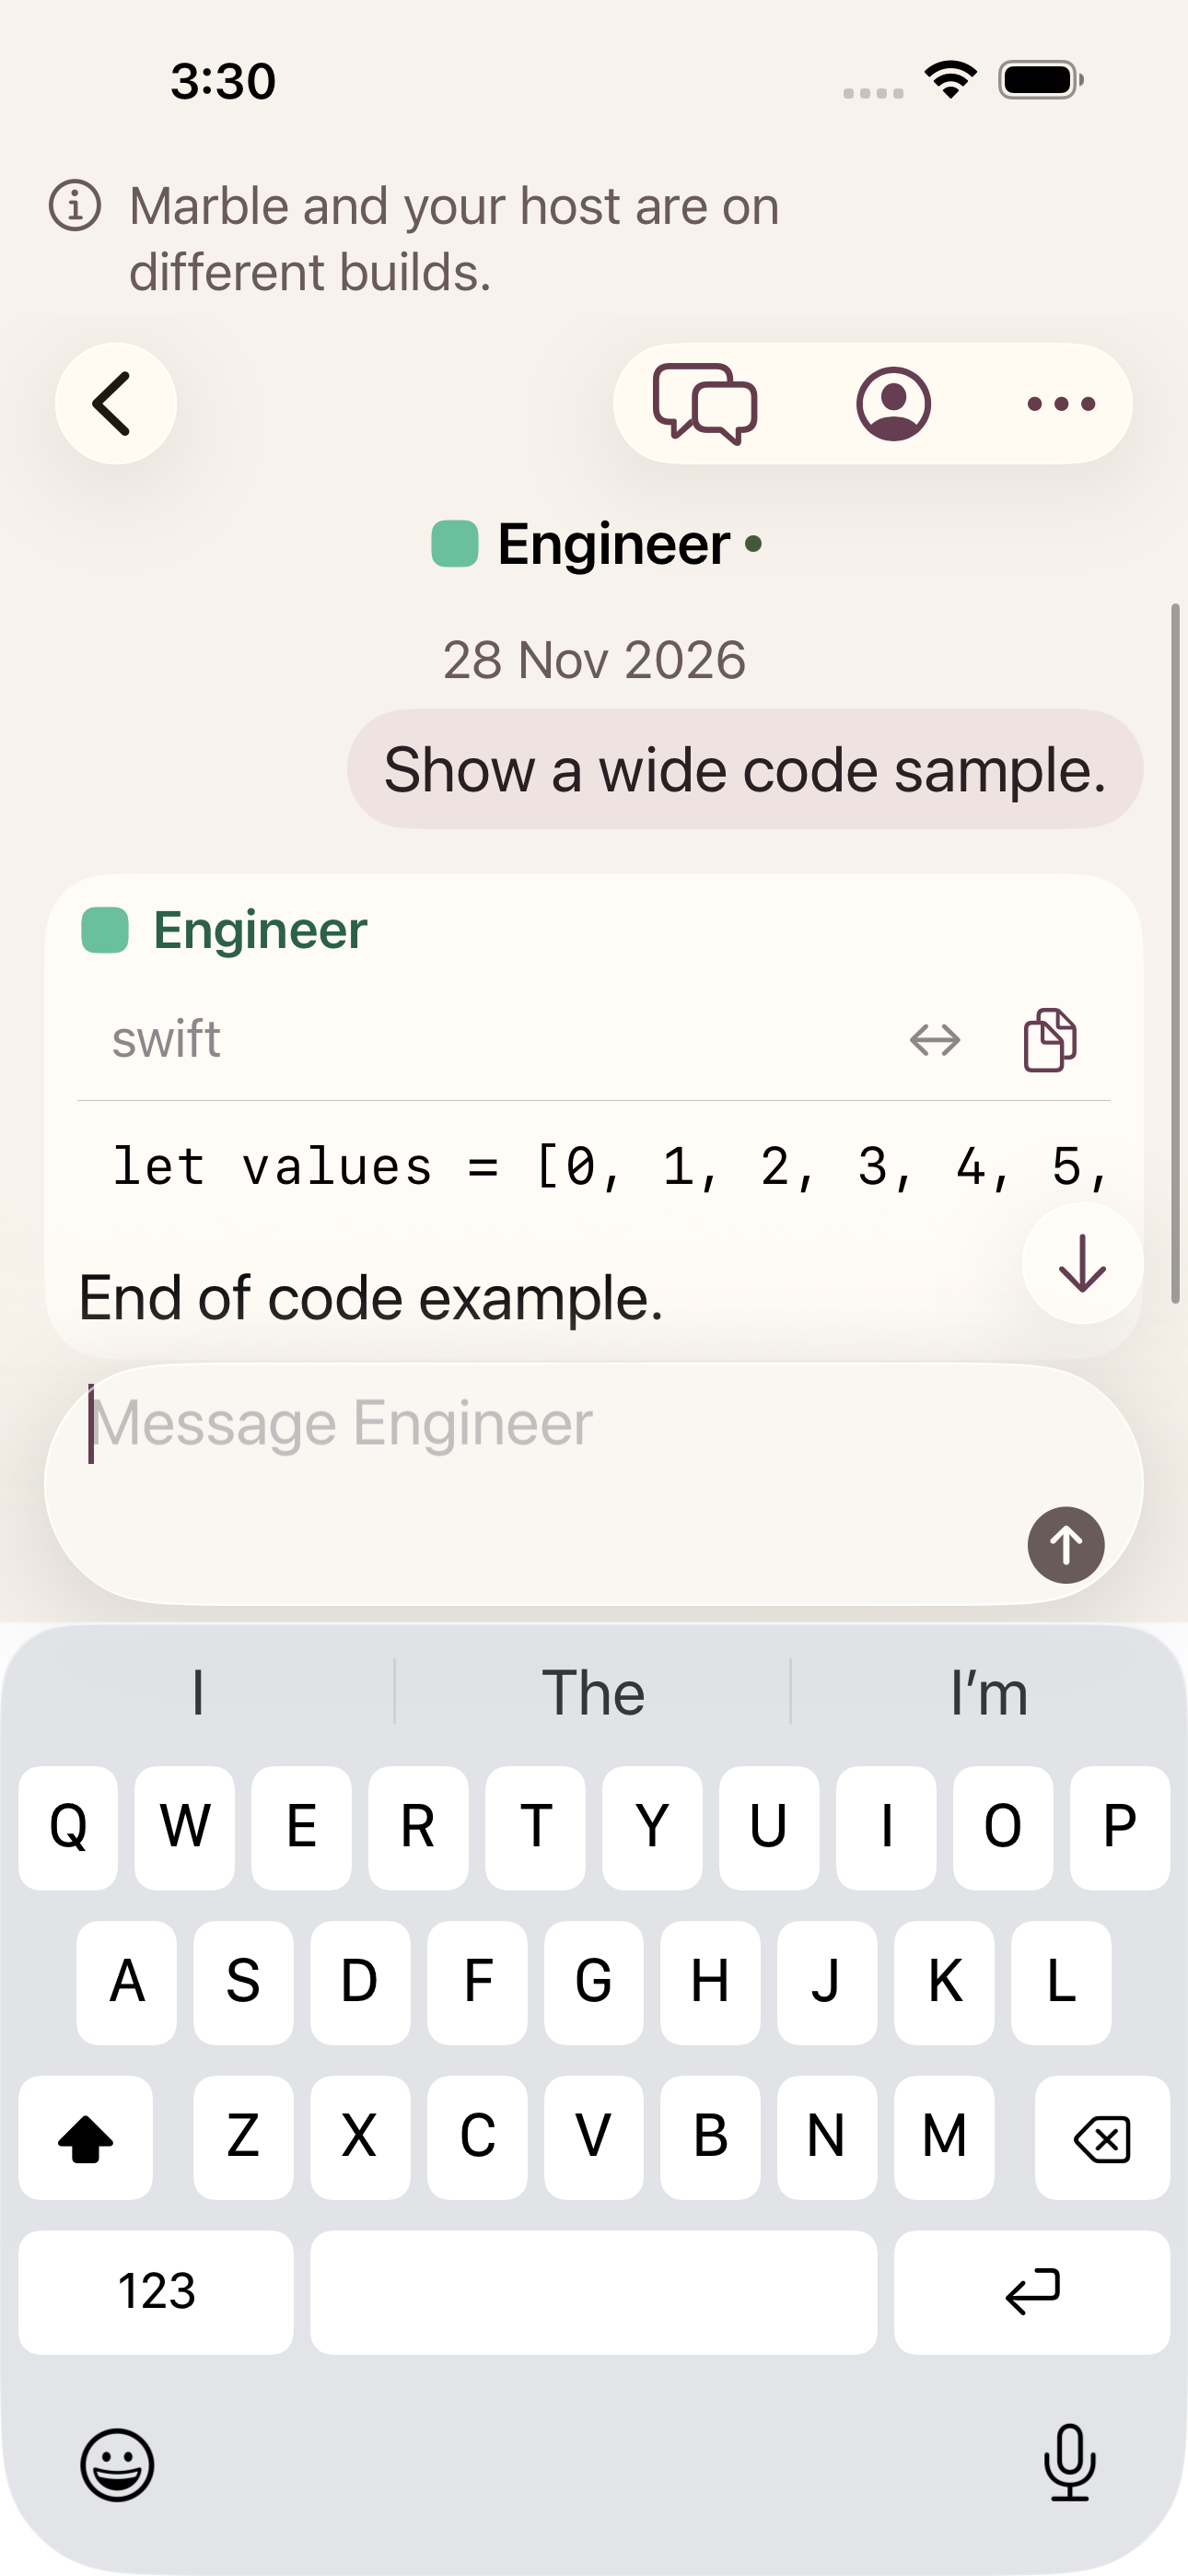 3:30
Marble and your host are on
different builds.
Engineer
28 Nov 2026
Show a wide code sample.
Engineer
swift
let values = [0, 1, 2, 3, 4, 5,
End of code example.
Message Engineer
I The I’m
Q W E R T Y U I O P
A S D F G H J K L
Z X C V B N M
123